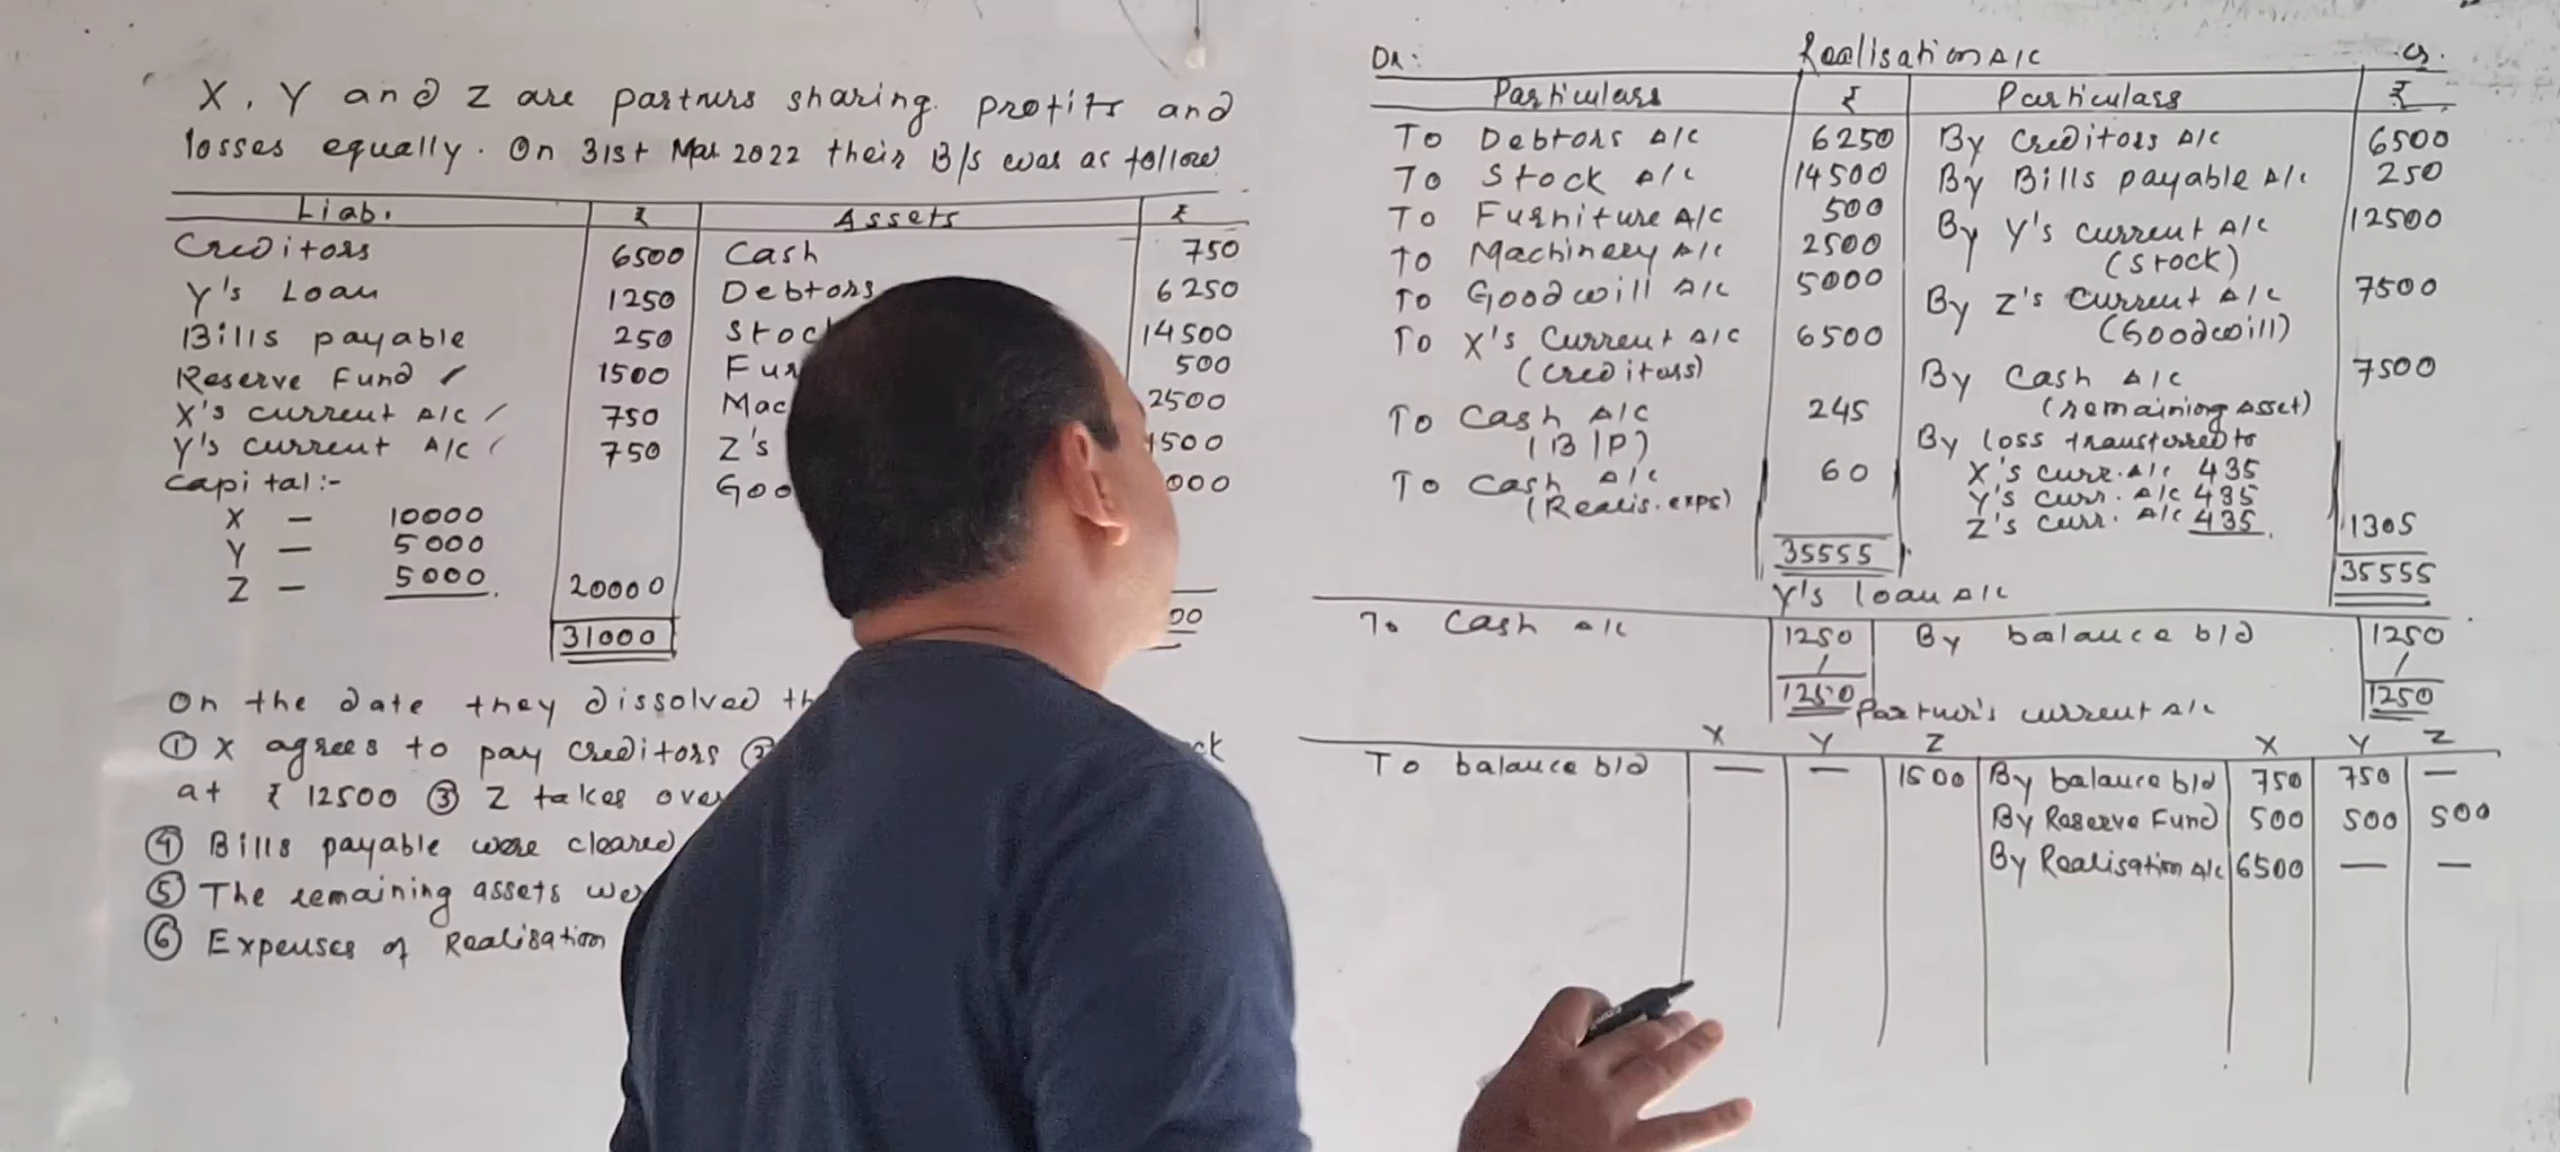 X, Y and Z are partners sharing profits and
losses equally. On 31st Mar 2022 their B/S was as follow
Liab. ₹ Assets ₹
Creditors 6500 Cash 750
Y's Loan 1250 Debtors 6250
Bills payable 250 14500
Reserve Fund 1500 500
X's current A/C 750 2500
Y's current A/C 750 Z's
Capital:-
X — 10000
Y — 5000
Z — 5000 20000
31000
On the date they dissolved
① X agrees to pay creditors ②
at ₹ 12500 ③ Z takes over
④ Bills payable were cleared
⑤ The remaining assets
⑥ Expenses of Realisation
Dr. Realisation A/C Cr.
Particulars ₹ Particulars ₹
To Debtors A/C 6250 By Creditors A/C 6500
To Stock A/C 14500 By Bills payable A/C 250
To Furniture A/C 500 By Y's current A/C 12500
To Machinery A/C 2500 (Stock)
To Goodwill A/C 5000 By Z's Current A/C 7500
To X's Current A/C 6500 (Goodwill)
(Creditors) By Cash A/C 7500
To Cash A/C 245 (remaining Asset)
(B/P) By loss transferred to
To Cash A/C 60 X's curr. A/C 435
(Realis. exps) Y's curr. A/C 435
Z's curr. A/C 435 1305
35555 35555
Y's loan A/C
To Cash A/C 1250 By balance b/d 1250
1250 1250
Partner's current A/C
X Y Z X Y Z
To balance b/d — — 1500 By balance b/d 750 750 —
By Reserve Fund 500 500 500
By Realisation A/C 6500 — —